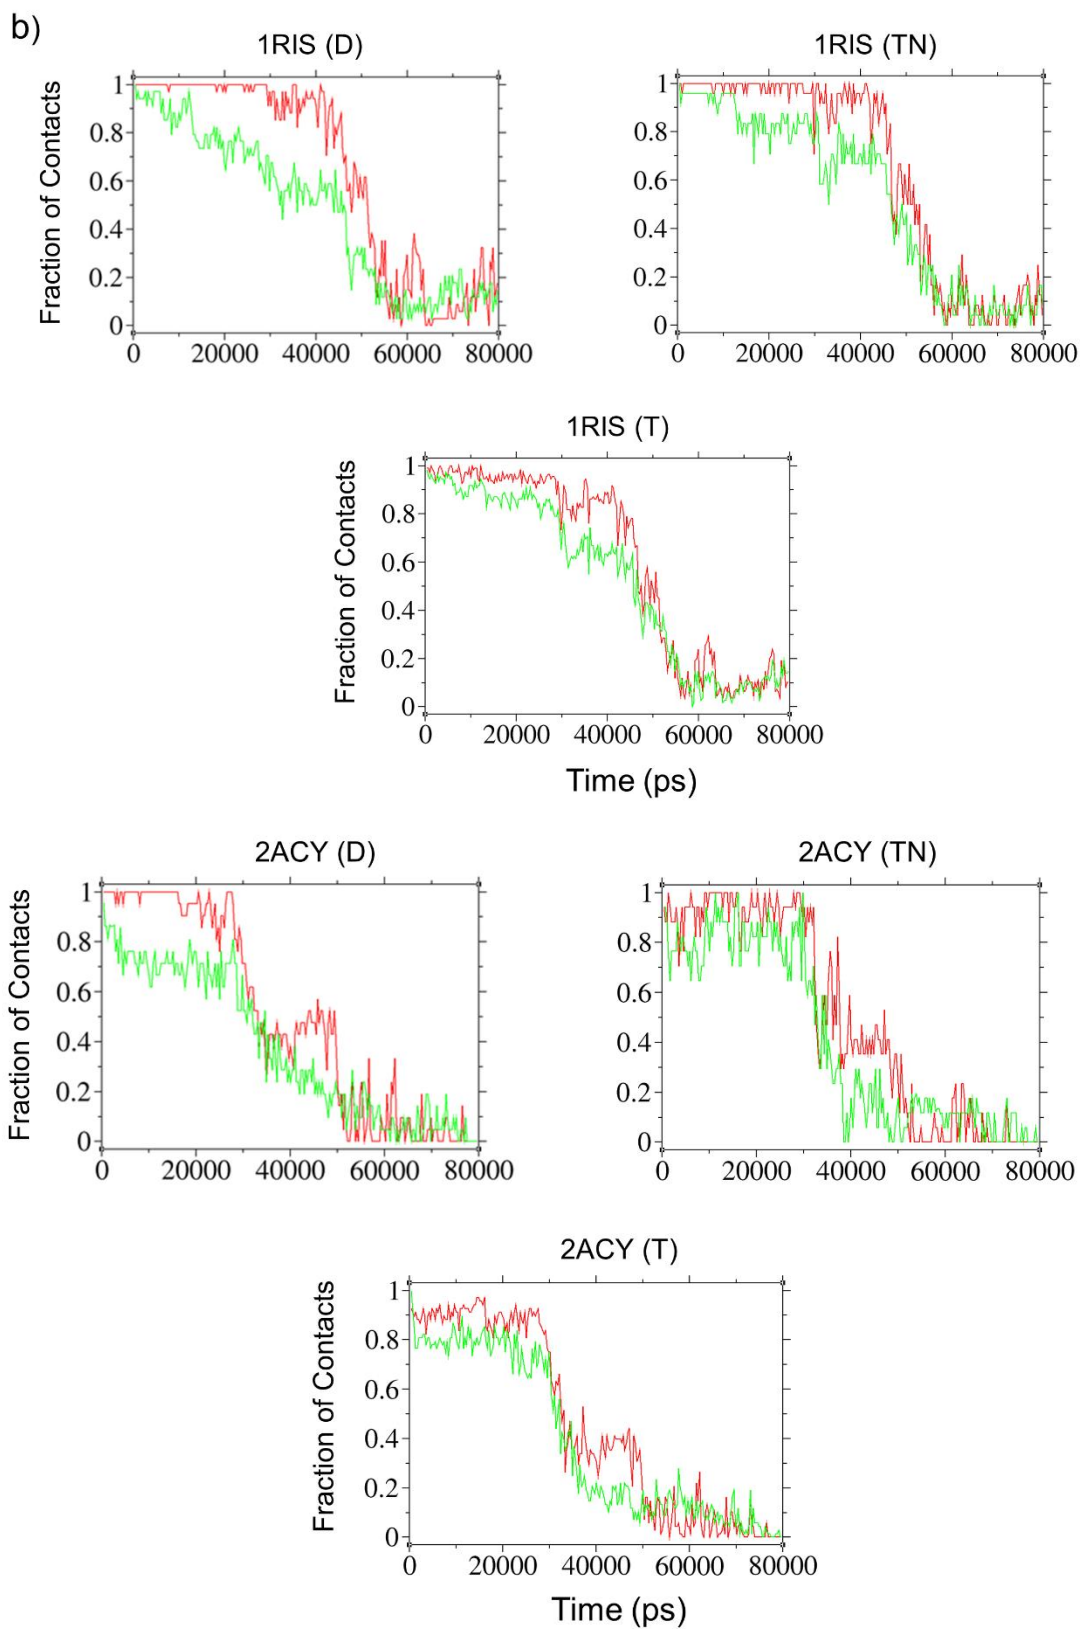 b)
1RIS (D)
1RIS (TN)
Fraction of Contacts
1
0.8
0.6
0.4
0.2
0
0 20000 40000 60000 80000
1
0.8
0.6
0.4
0.2
0
0 20000 40000 60000 80000
1RIS (T)
Fraction of Contacts
1
0.8
0.6
0.4
0.2
0
0 20000 40000 60000 80000
Time (ps)
2ACY (D)
2ACY (TN)
Fraction of Contacts
1
0.8
0.6
0.4
0.2
0
0 20000 40000 60000 80000
1
0.8
0.6
0.4
0.2
0
0 20000 40000 60000 80000
2ACY (T)
Fraction of Contacts
1
0.8
0.6
0.4
0.2
0
0 20000 40000 60000 80000
Time (ps)